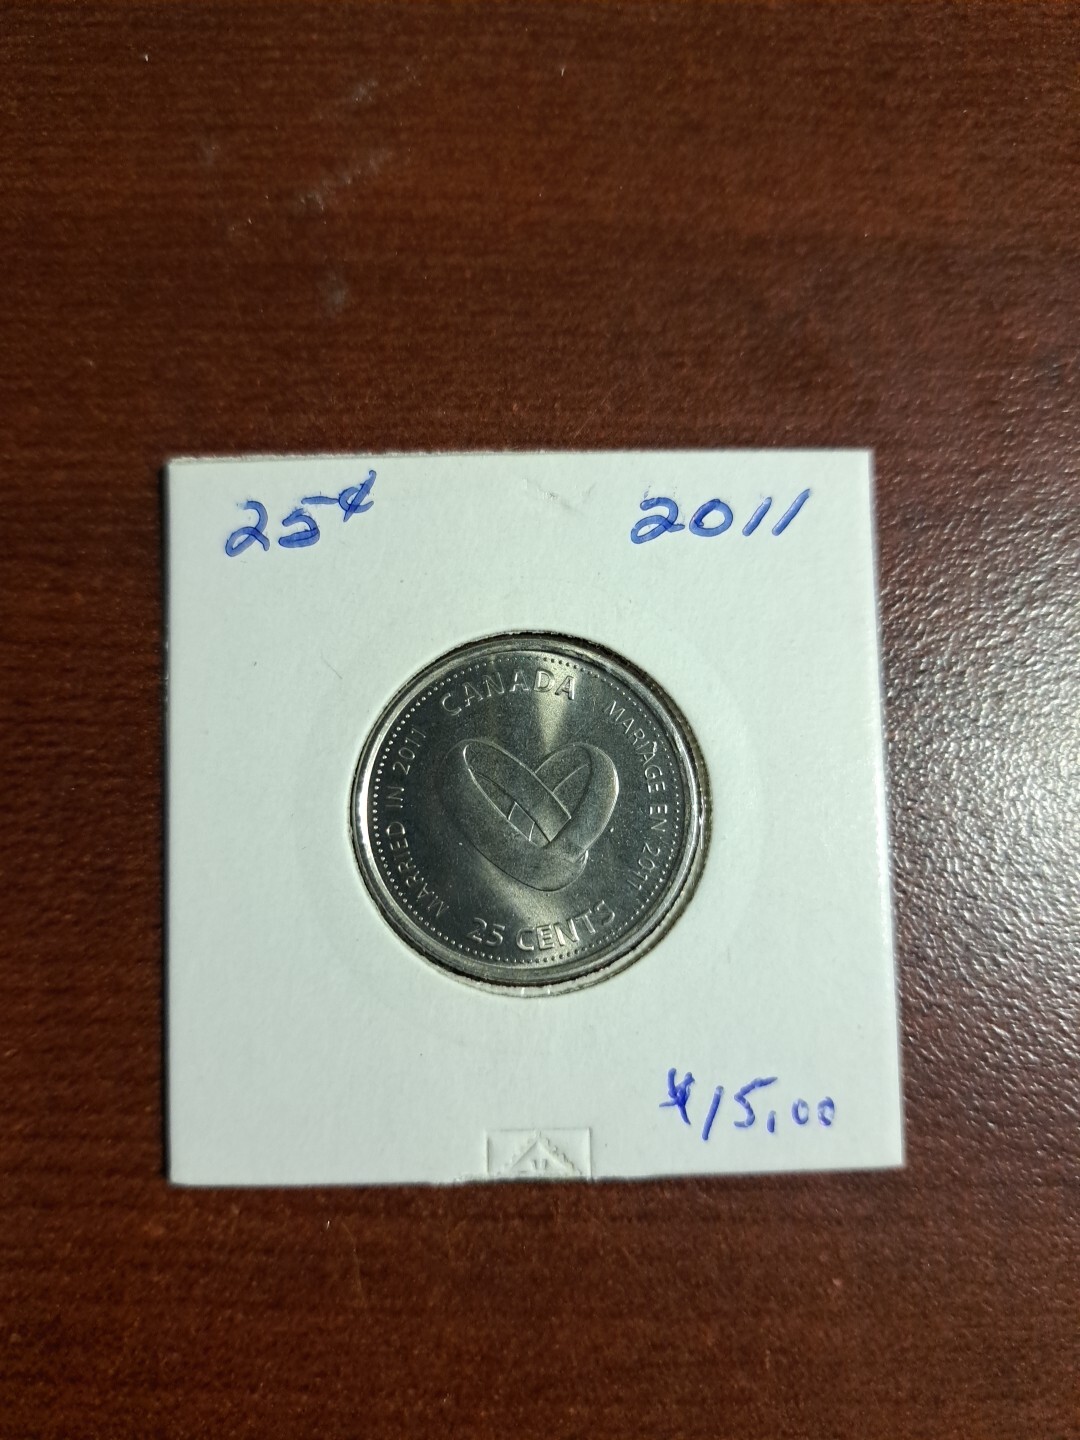 25¢ 2011
CANADA
MARRIED IN 2011
MARIAGE EN 2011
25 CENTS
$15.00